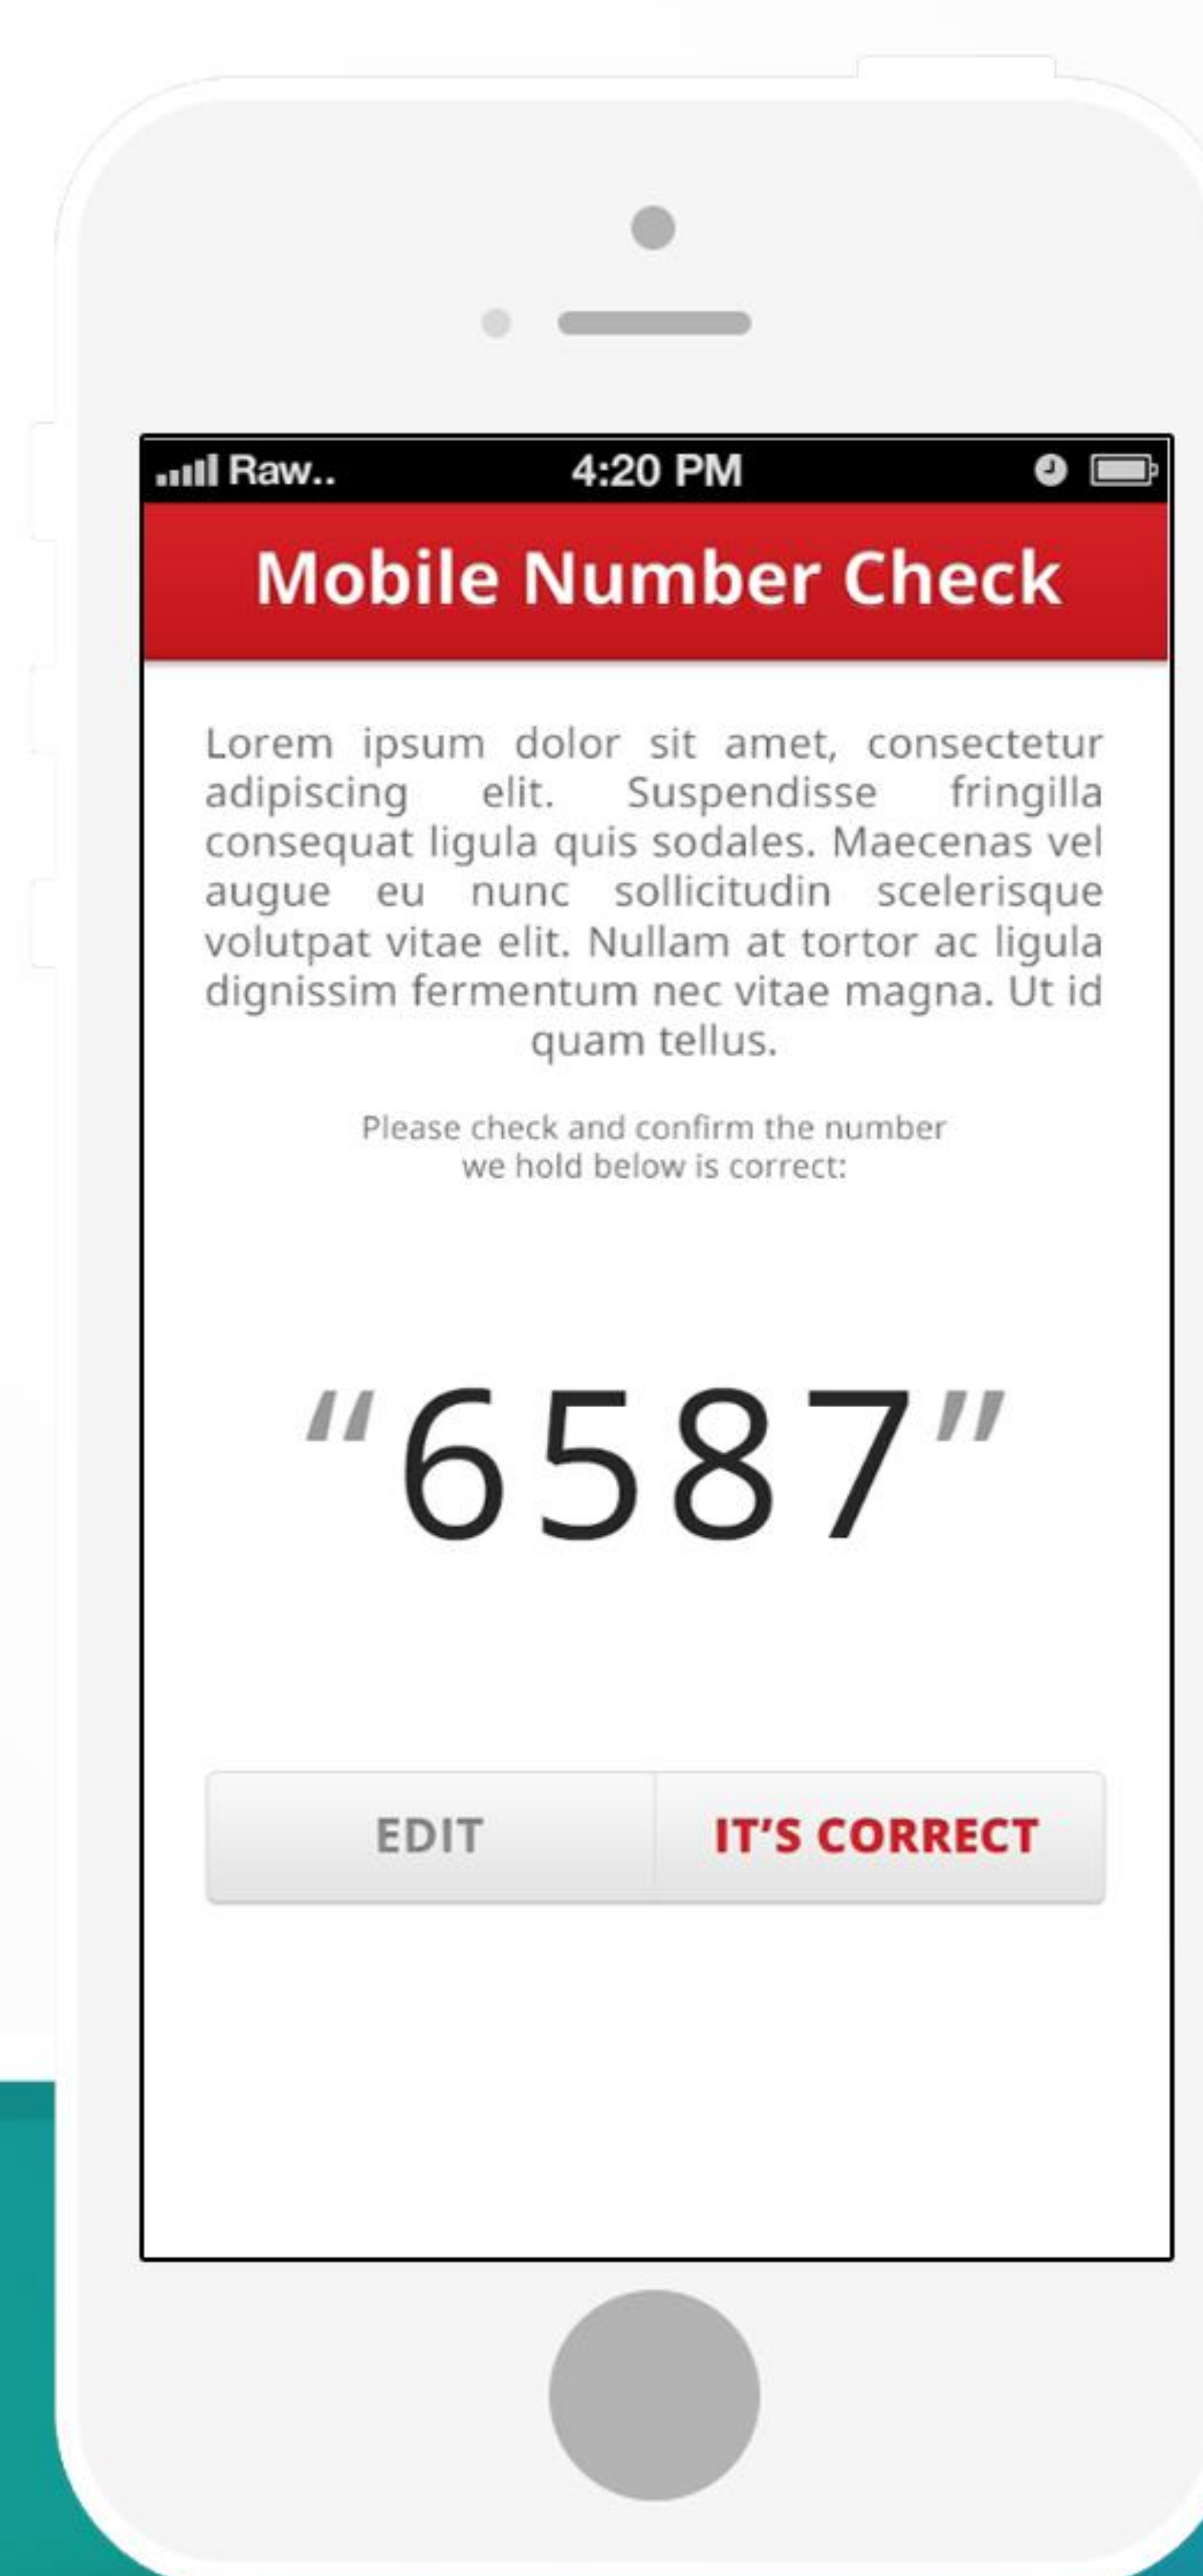 Raw.. 4:20 PM
Mobile Number Check
Lorem ipsum dolor sit amet, consectetur
adipiscing elit. Suspendisse fringilla
consequat ligula quis sodales. Maecenas vel
augue eu nunc sollicitudin scelerisque
volutpat vitae elit. Nullam at tortor ac ligula
dignissim fermentum nec vitae magna. Ut id
quam tellus.
Please check and confirm the number
we hold below is correct:
“6587”
EDIT IT’S CORRECT